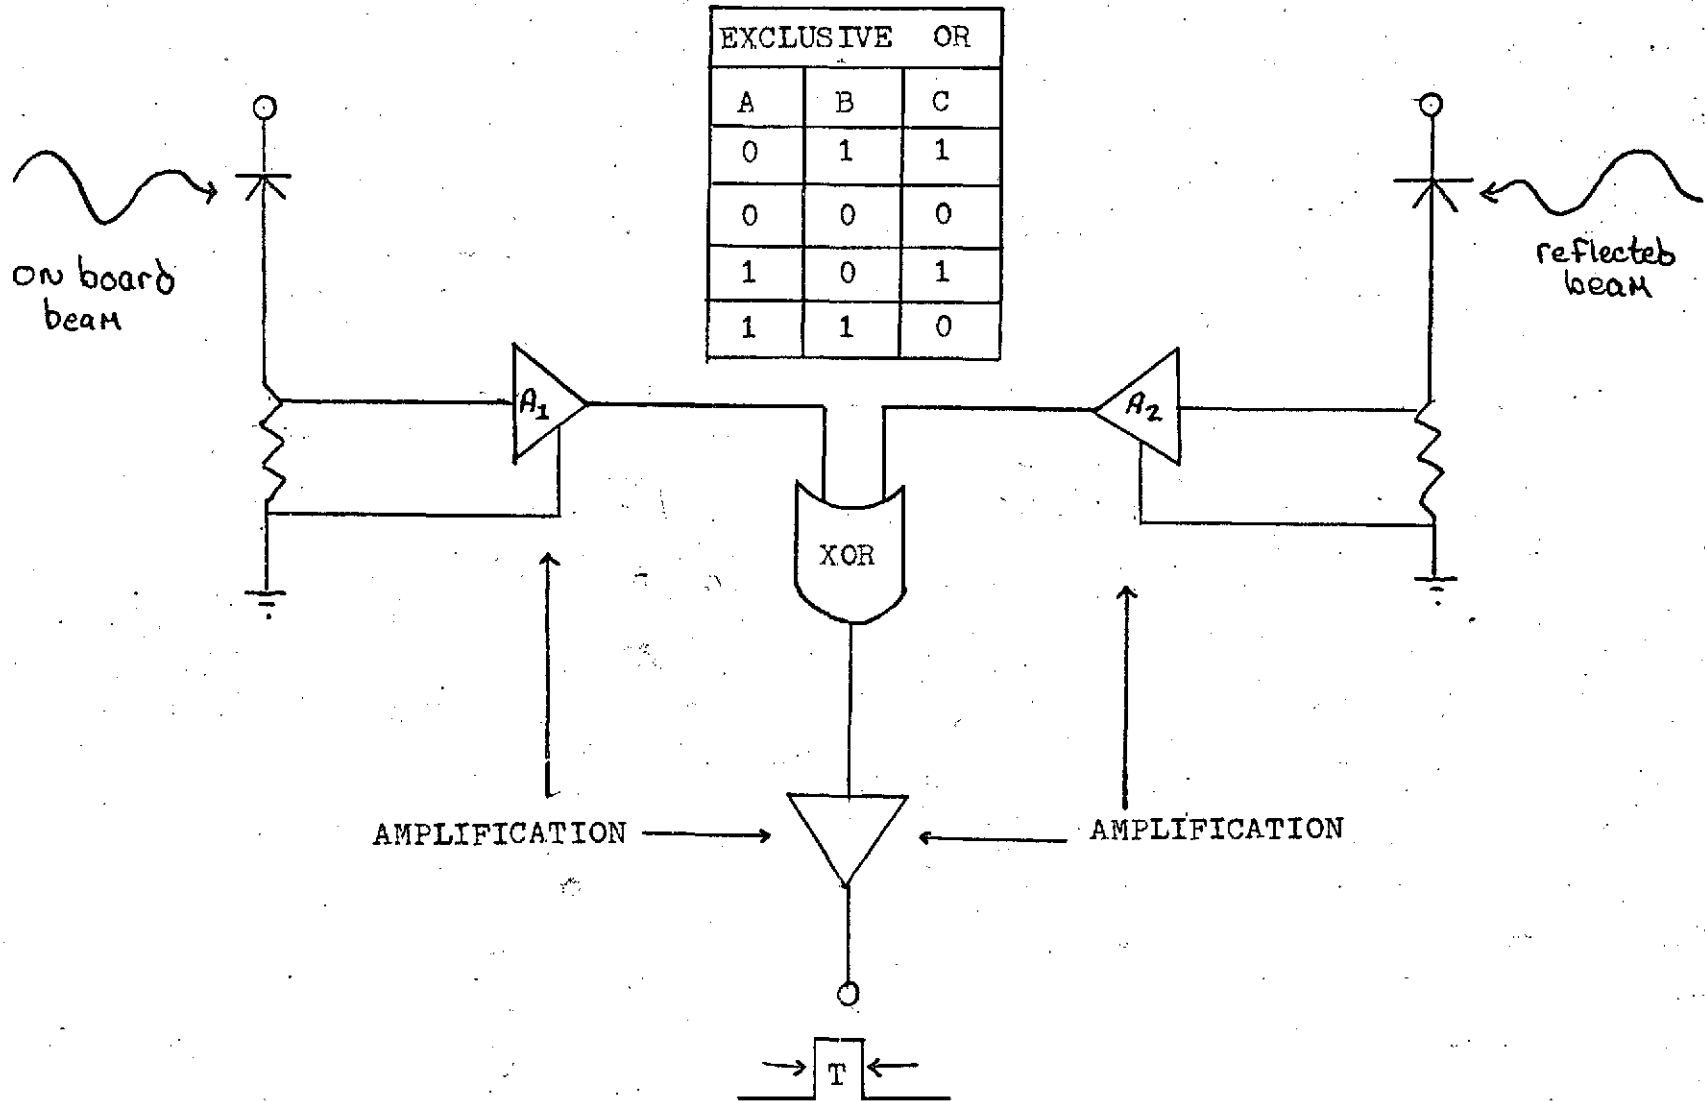 EXCLUSIVE OR
A B C
0 1 1
0 0 0
1 0 1
1 1 0
ON board
beam
reflected
beam
A1
A2
XOR
AMPLIFICATION
AMPLIFICATION
T